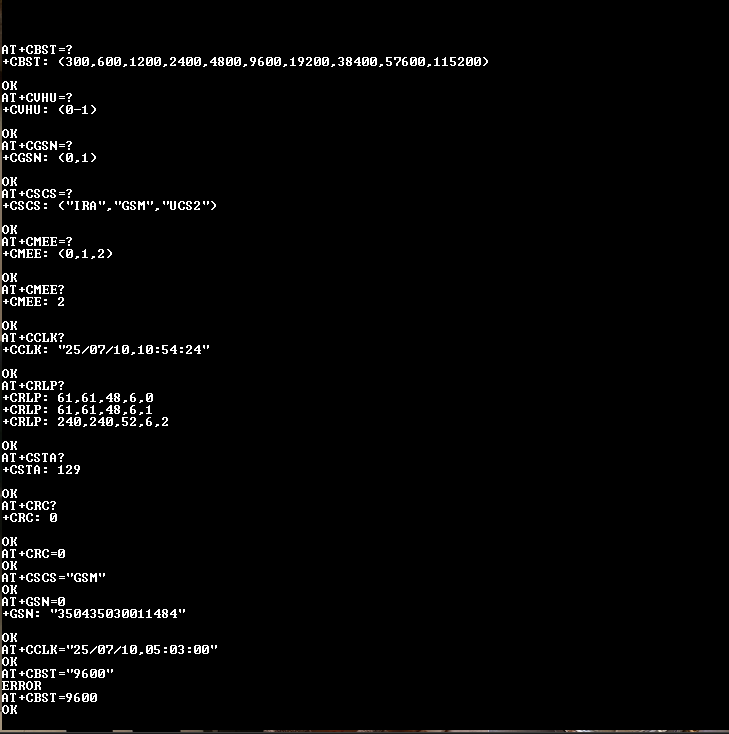 AT+CBST=?
+CBST: (300,600,1200,2400,4800,9600,19200,38400,57600,115200)
OK
AT+CVHU=?
+CVHU: (0-1)
OK
AT+CGSN=?
+CGSN: (0,1)
OK
AT+CSCS=?
+CSCS: ("IRA","GSM","UCS2")
OK
AT+CMEE=?
+CMEE: (0,1,2)
OK
AT+CMEE?
+CMEE: 2
OK
AT+CCLK?
+CCLK: "25/07/10,10:54:24"
OK
AT+CRLP?
+CRLP: 61,61,48,6,0
+CRLP: 61,61,48,6,1
+CRLP: 240,240,52,6,2
OK
AT+CSTA?
+CSTA: 129
OK
AT+CRC?
+CRC: 0
OK
AT+CRC=0
OK
AT+CSCS="GSM"
OK
AT+GSN=0
+GSN: "350435030011484"
OK
AT+CCLK="25/07/10,05:03:00"
OK
AT+CBST="9600"
ERROR
AT+CBST=9600
OK